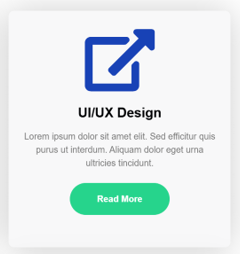 UI/UX Design
Lorem ipsum dolor sit amet elit. Sed efficitur quis
purus ut interdum. Aliquam dolor eget urna
ultricies tincidunt.
Read More